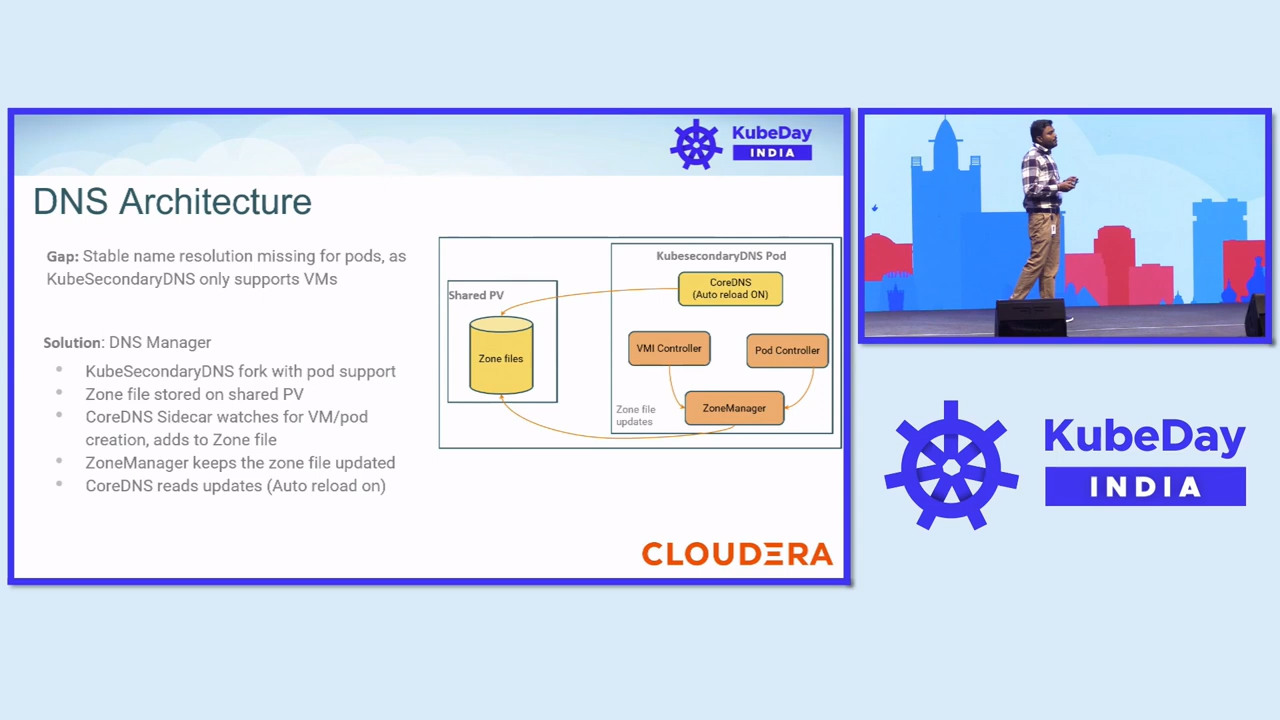 KubeDay
INDIA
DNS Architecture
Gap: Stable name resolution missing for pods, as
KubeSecondaryDNS only supports VMs
Solution: DNS Manager
• KubeSecondaryDNS fork with pod support
• Zone file stored on shared PV
• CoreDNS Sidecar watches for VM/pod
creation, adds to Zone file
• ZoneManager keeps the zone file updated
• CoreDNS reads updates (Auto reload on)
KubesecondaryDNS Pod
CoreDNS
(Auto reload ON)
Shared PV
Zone files
VMI Controller
Pod Controller
Zone file
updates
ZoneManager
CLOUDERA
KubeDay
INDIA